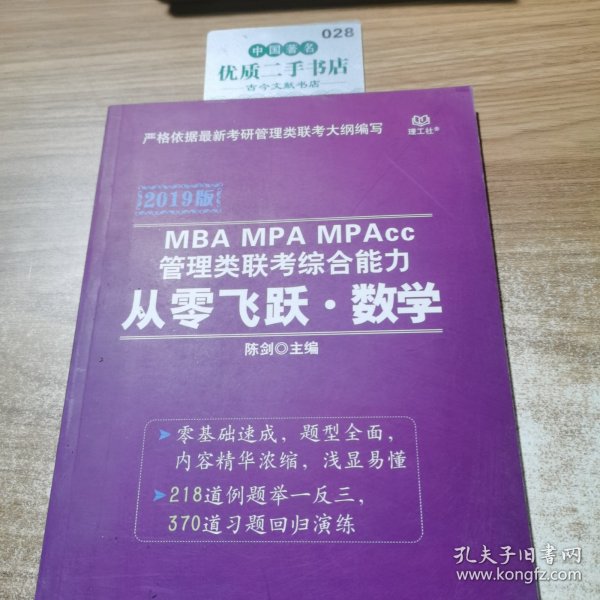 028
中国著名
优质二手书店
古今文献书店
严格依据最新考研管理类联考大纲编写
理工社®
2019版
MBA MPA MPAcc
管理类联考综合能力
从零飞跃·数学
陈剑◎主编
➤零基础速成，题型全面，
内容精华浓缩，浅显易懂
➤218道例题举一反三，
370道习题回归演练
孔夫子旧书网
www.kongfz.com